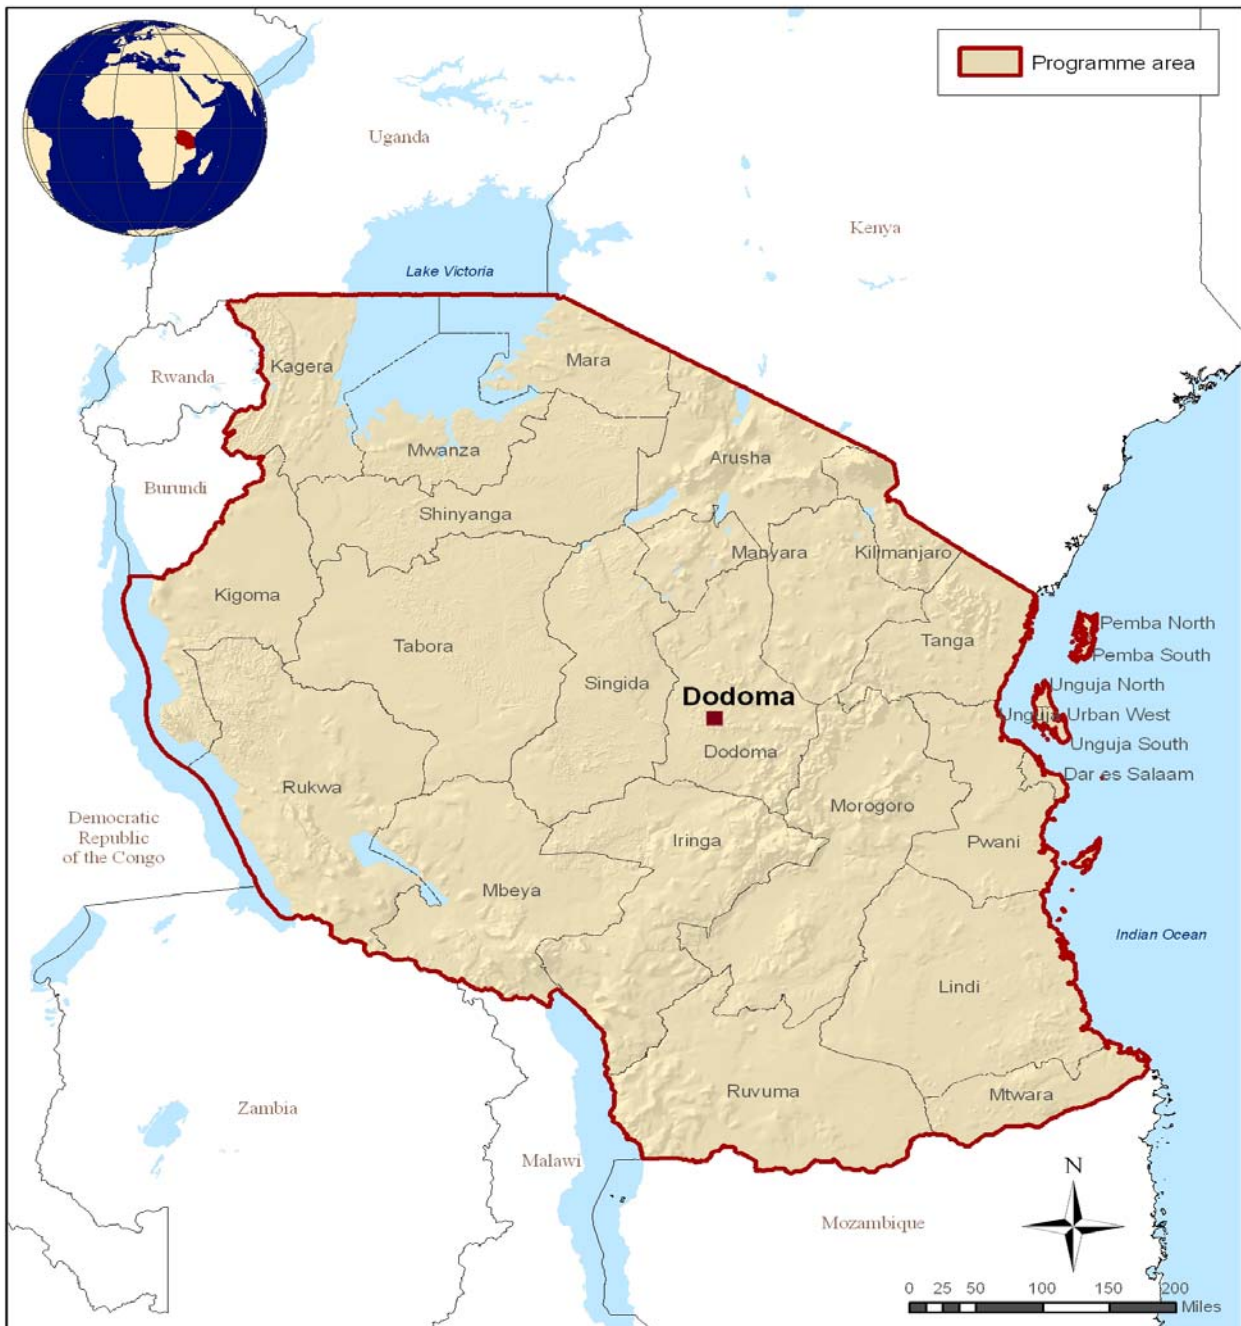 Programme area
Uganda
Kenya
Lake Victoria
Rwanda
Kagera
Mara
Burundi
Mwanza
Arusha
Shinyanga
Manyara
Kilimanjaro
Kigoma
Tabora
Tanga
Pemba North
Pemba South
Singida
Unguja North
Dodoma
Unguja Urban West
Dodoma
Unguja South
Rukwa
Dar es Salaam
Morogoro
Democratic
Republic
of the Congo
Iringa
Pwani
Mbeya
Indian Ocean
Lindi
Ruvuma
Mtwara
Zambia
Malawi
N
Mozambique
0 25 50 100 150 200
Miles